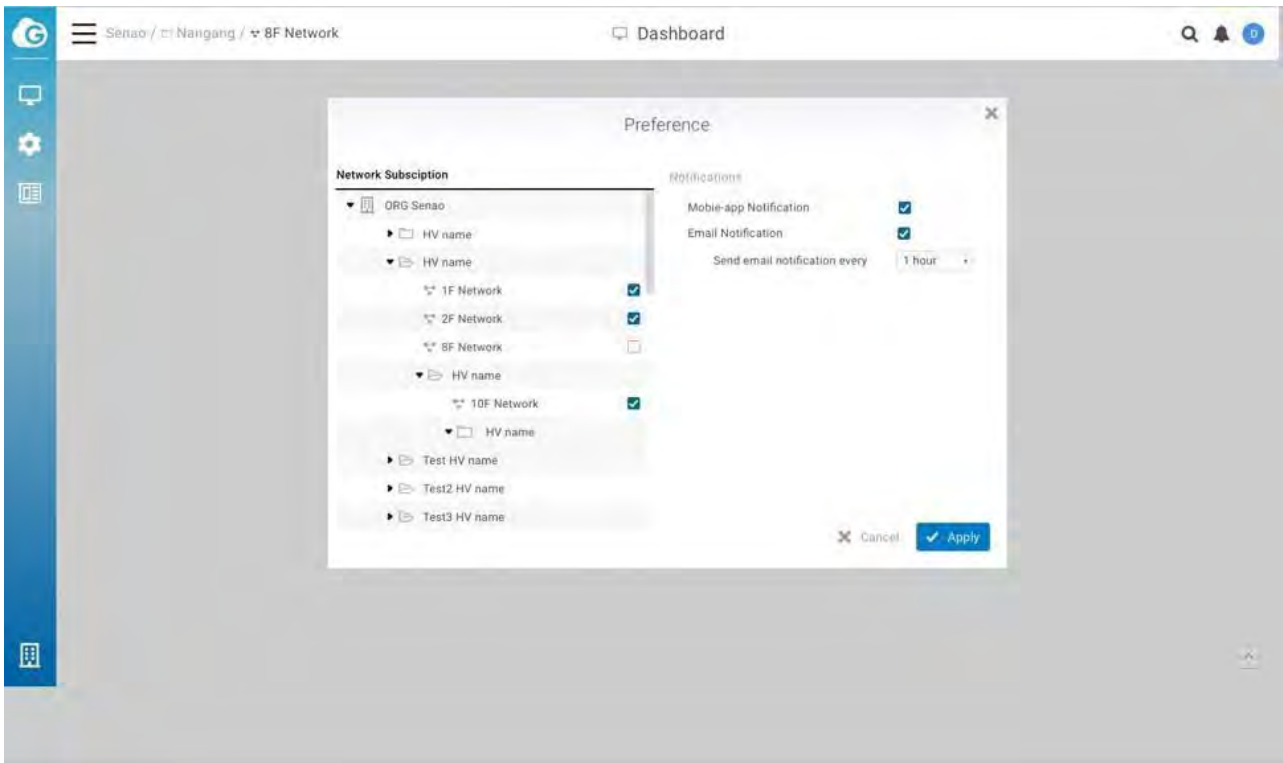 G
Senao / Nangang / 8F Network
Dashboard
D
Preference
Network Subsciption
ORG Senao
HV name
HV name
1F Network
2F Network
8F Network
HV name
10F Network
HV name
Test HV name
Test2 HV name
Test3 HV name
Notifications
Mobie-app Notification
Email Notification
Send email notification every 1 hour
Cancel
Apply